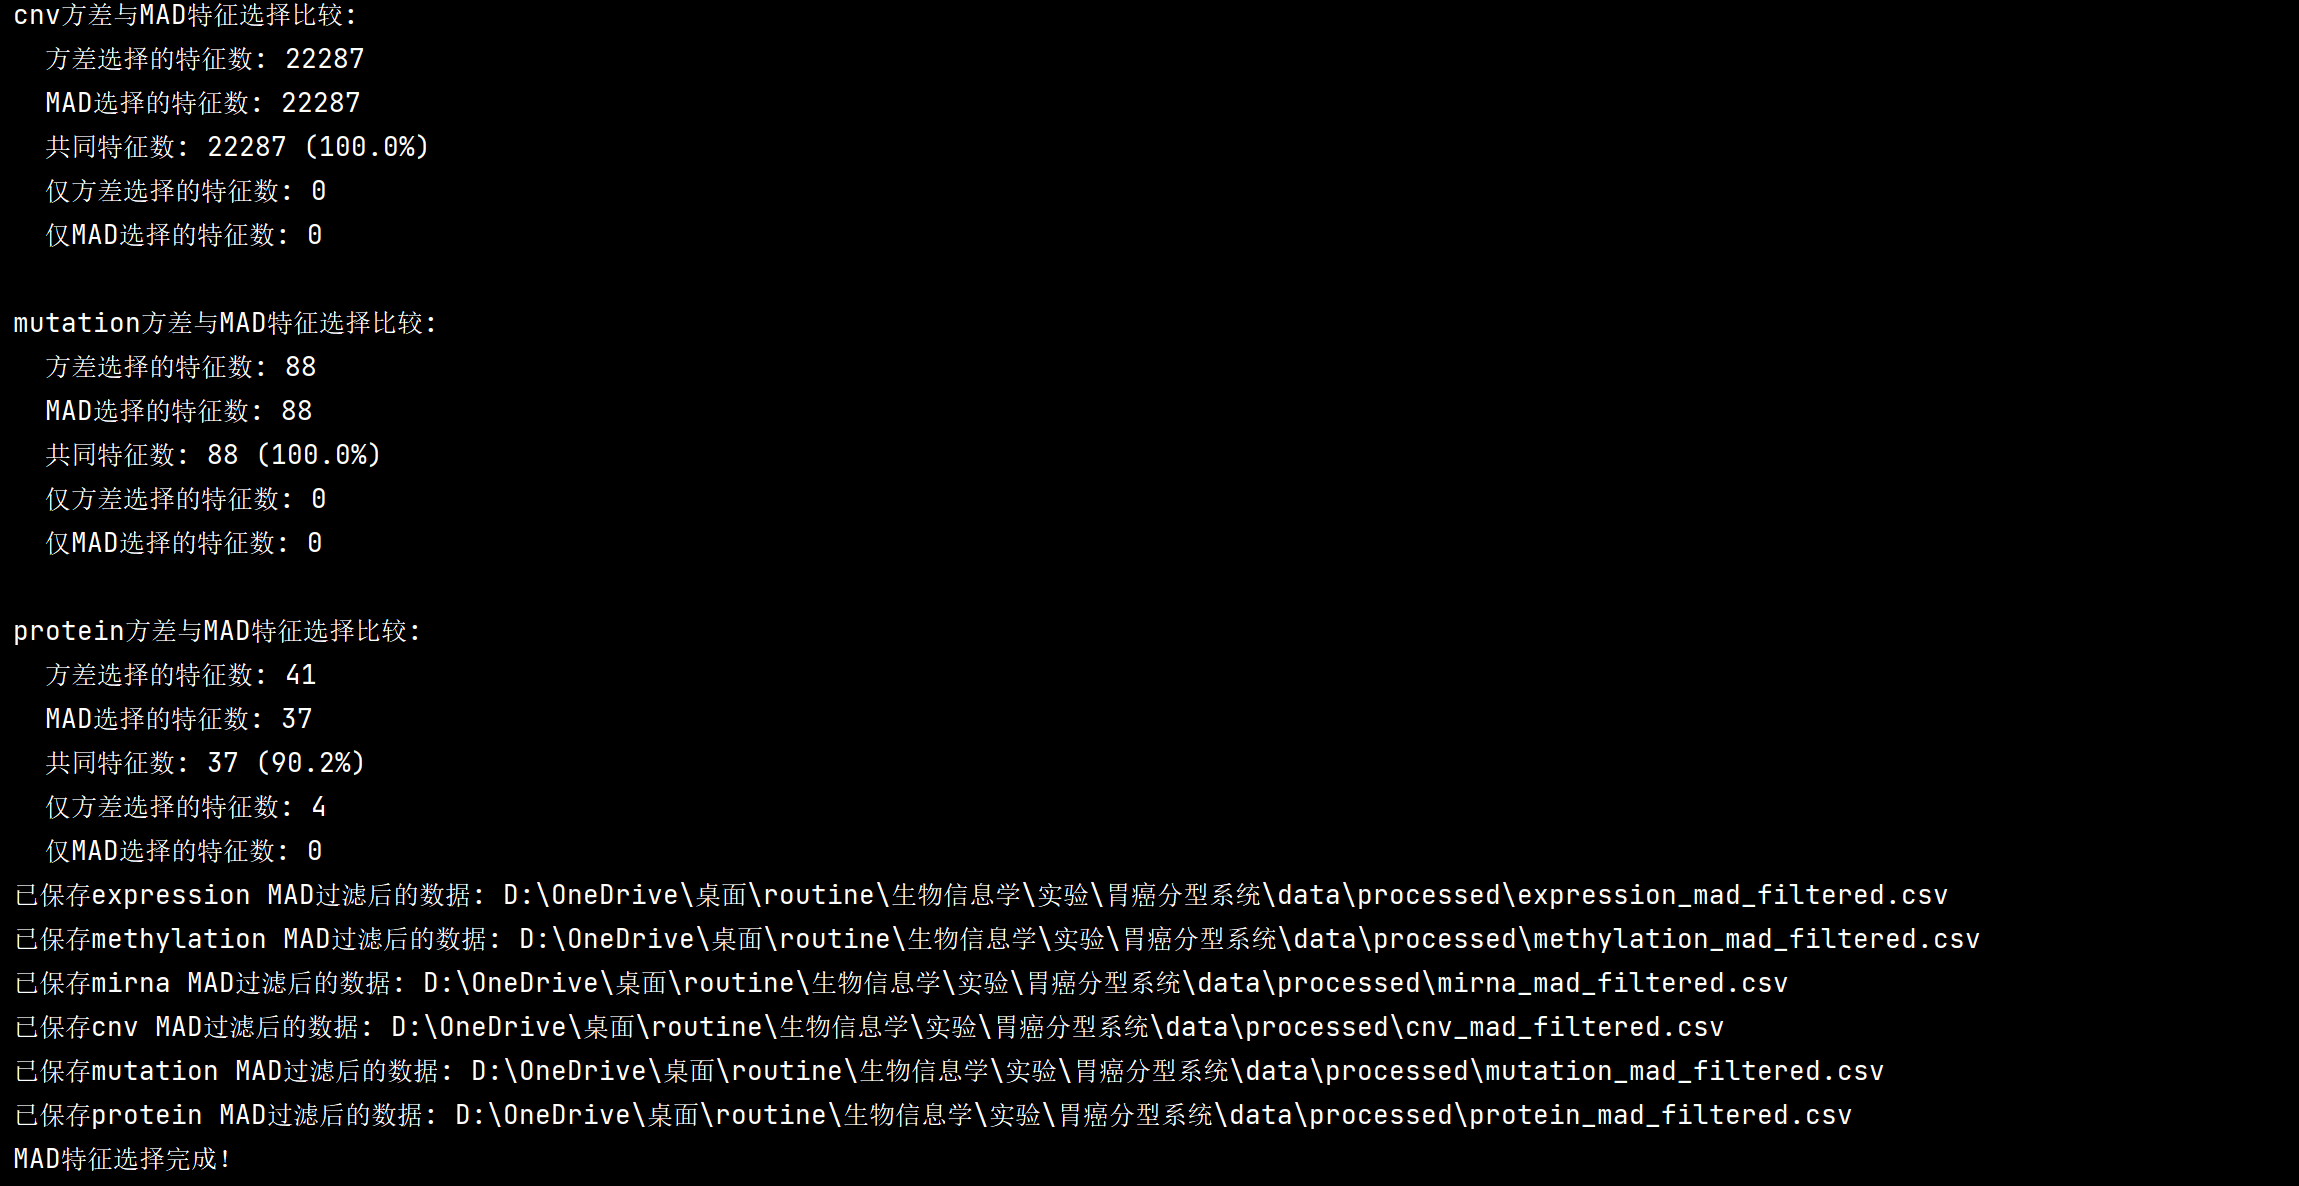 cnv方差与MAD特征选择比较:
方差选择的特征数: 22287
MAD选择的特征数: 22287
共同特征数: 22287 (100.0%)
仅方差选择的特征数: 0
仅MAD选择的特征数: 0
mutation方差与MAD特征选择比较:
方差选择的特征数: 88
MAD选择的特征数: 88
共同特征数: 88 (100.0%)
仅方差选择的特征数: 0
仅MAD选择的特征数: 0
protein方差与MAD特征选择比较:
方差选择的特征数: 41
MAD选择的特征数: 37
共同特征数: 37 (90.2%)
仅方差选择的特征数: 4
仅MAD选择的特征数: 0
已保存expression MAD过滤后的数据: D:\OneDrive\桌面\routine\生物信息学\实验\胃癌分型系统\data\processed\expression_mad_filtered.csv
已保存methylation MAD过滤后的数据: D:\OneDrive\桌面\routine\生物信息学\实验\胃癌分型系统\data\processed\methylation_mad_filtered.csv
已保存mirna MAD过滤后的数据: D:\OneDrive\桌面\routine\生物信息学\实验\胃癌分型系统\data\processed\mirna_mad_filtered.csv
已保存cnv MAD过滤后的数据: D:\OneDrive\桌面\routine\生物信息学\实验\胃癌分型系统\data\processed\cnv_mad_filtered.csv
已保存mutation MAD过滤后的数据: D:\OneDrive\桌面\routine\生物信息学\实验\胃癌分型系统\data\processed\mutation_mad_filtered.csv
已保存protein MAD过滤后的数据: D:\OneDrive\桌面\routine\生物信息学\实验\胃癌分型系统\data\processed\protein_mad_filtered.csv
MAD特征选择完成!